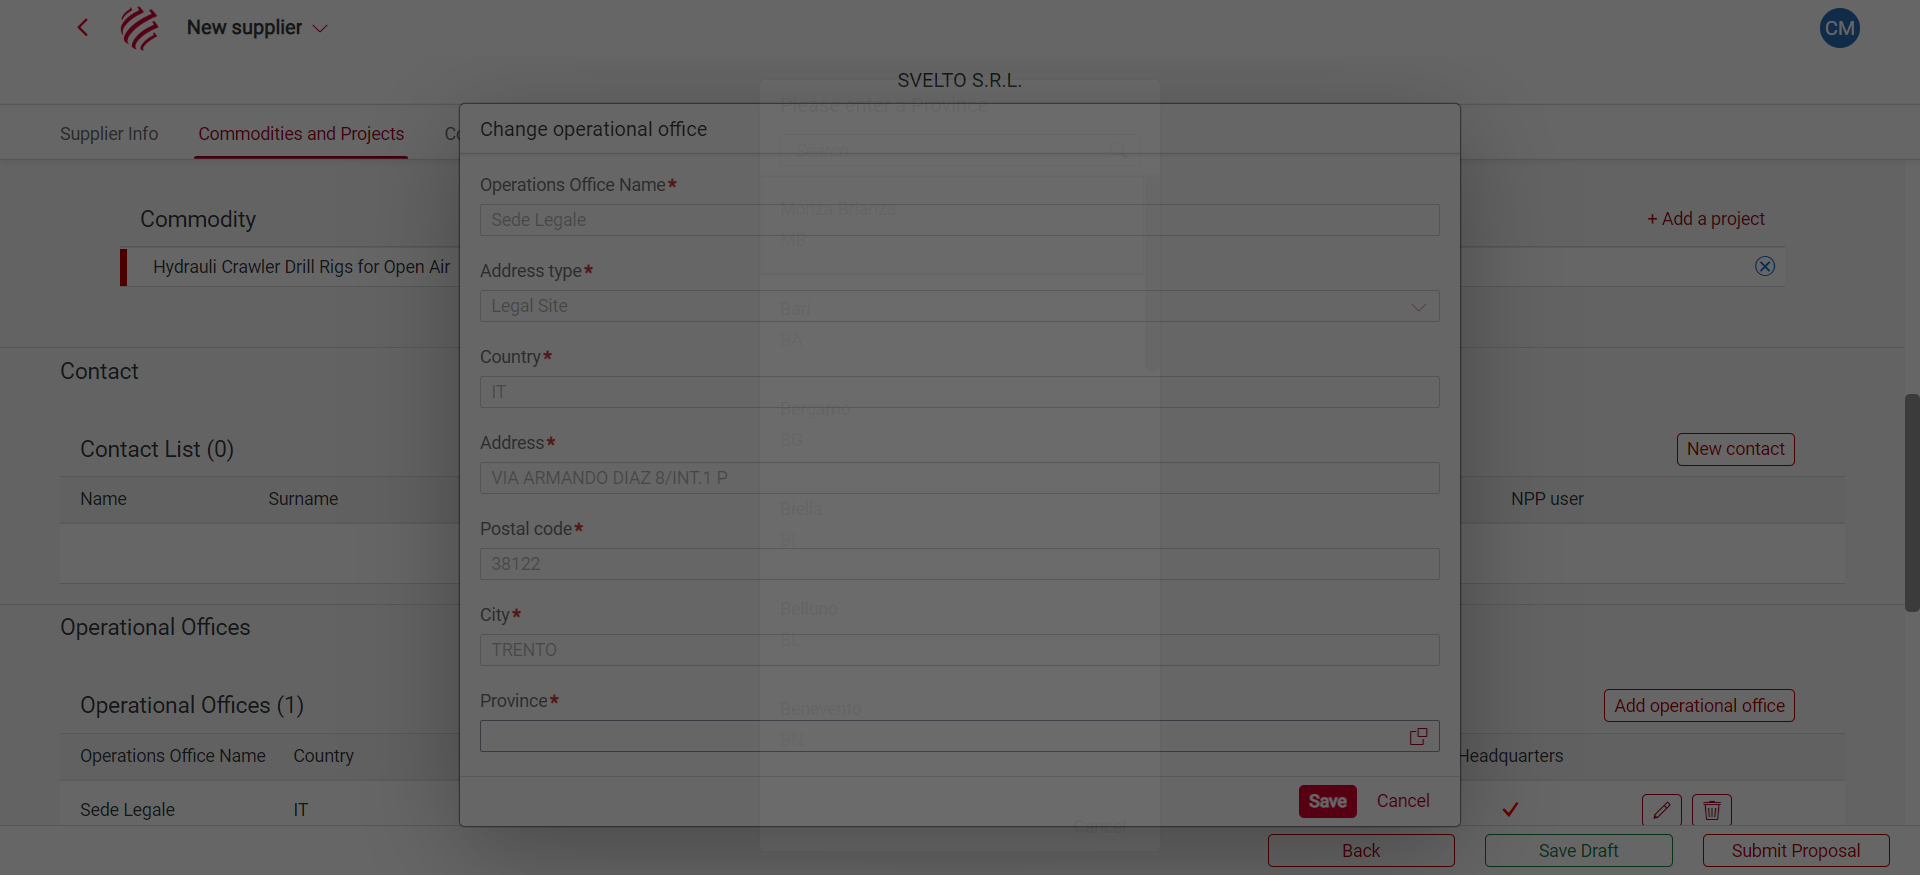 New supplier
CM
SVELTO S.R.L.
Please enter a Province
Supplier Info
Commodities and Projects
Co
Change operational office
Search
Operations Office Name*
Sede Legale
Monza Brianza
MB
Commodity
+ Add a project
Hydrauli Crawler Drill Rigs for Open Air
Address type*
Legal Site
Bari
BA
Country*
IT
Contact
Bergamo
BG
Contact List (0)
New contact
Address*
VIA ARMANDO DIAZ 8/INT.1 P
Name
Surname
NPP user
Biella
BI
Postal code*
38122
City*
TRENTO
Belluno
BL
Operational Offices
Operational Offices (1)
Add operational office
Province*
Benevento
BN
Operations Office Name
Country
Headquarters
Sede Legale
IT
Save
Cancel
Cancel
Back
Save Draft
Submit Proposal